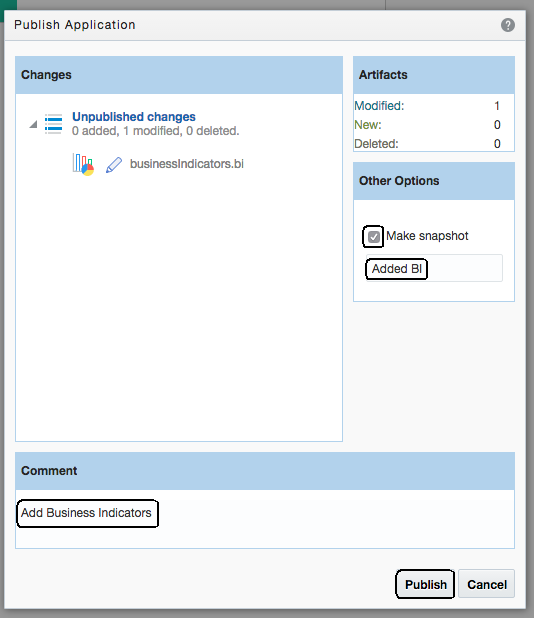 Publish Application
?
Changes
Unpublished changes
0 added, 1 modified, 0 deleted.
businessIndicators.bi
Artifacts
Modified: 1
New: 0
Deleted: 0
Other Options
Make snapshot
Added BI
Comment
Add Business Indicators
Publish Cancel